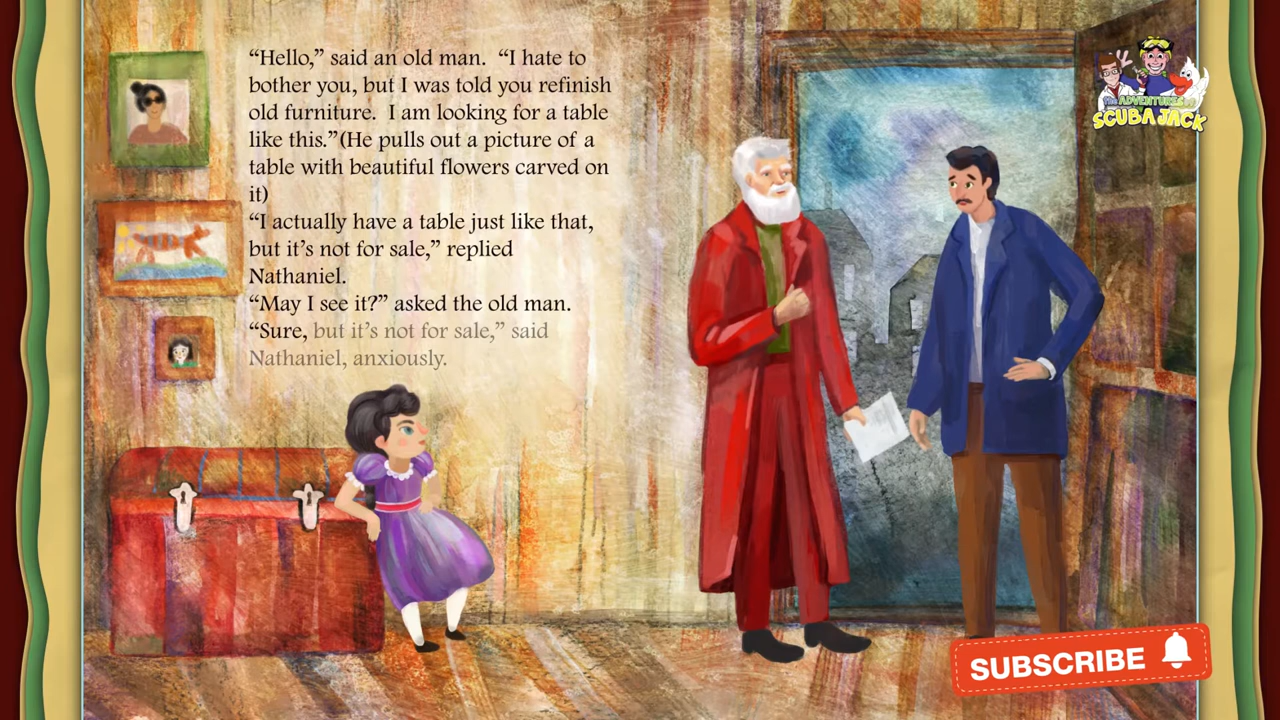 “Hello,” said an old man.  “I hate to
bother you, but I was told you refinish
old furniture.  I am looking for a table
like this.”(He pulls out a picture of a
table with beautiful flowers carved on
it)
“I actually have a table just like that,
but it’s not for sale,” replied
Nathaniel.
“May I see it?” asked the old man.
“Sure, but it’s not for sale,” said
Nathaniel, anxiously.
THE ADVENTURES OF
SCUBA JACK
SUBSCRIBE